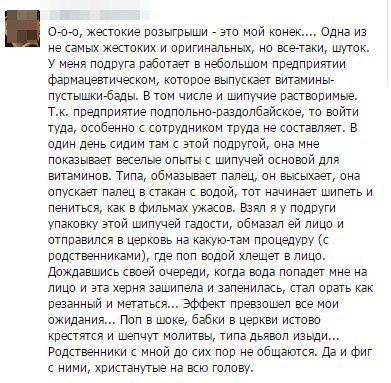 О-о-о, жестокие розыгрыши - это мой конек.... Одна из
не самых жестоких и оригинальных, но все-таки, шуток.
У меня подруга работает в небольшом предприятии
фармацевтическом, которое выпускает витамины-
пустышки-бады. В том числе и шипучие растворимые.
Т.к. предприятие подпольно-раздолбайское, то войти
туда, особенно с сотрудником труда не составляет. В
один день сидим там с этой подругой, она мне
показывает веселые опыты с шипучей основой для
витаминов. Типа, обмазывает палец, он высыхает, она
опускает палец в стакан с водой, тот начинает шипеть и
пениться, как в фильмах ужасов. Взял я у подруги
упаковку этой шипучей гадости, обмазал ей лицо и
отправился в церковь на какую-там процедуру (с
родственниками), где поп водой хлещет в лицо.
Дождавшись своей очереди, когда вода попадет мне на
лицо и эта херня зашипела и запенилась, стал орать как
резанный и метаться... Эффект превзошел все мои
ожидания... Поп в шоке, бабки в церкви истово
крестятся и шепчут молитвы, типа дьявол изыди...
Родственники с мной до сих пор не общаются. Да и фиг
с ними, христанутые на всю голову.